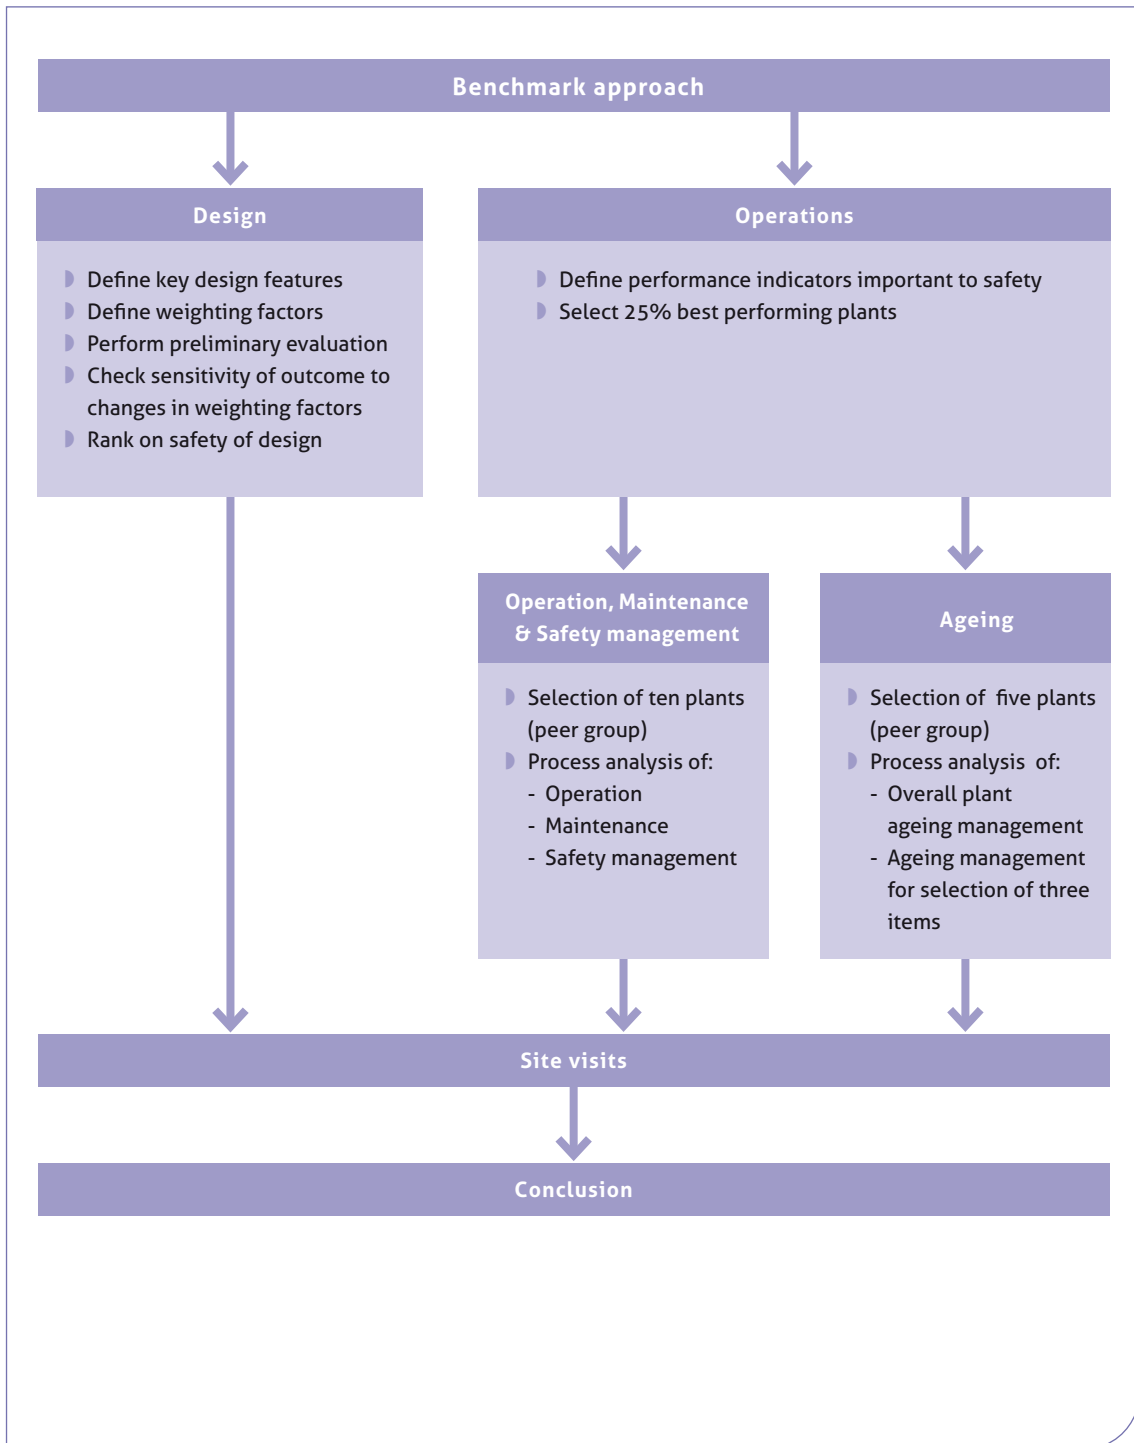 Benchmark approach
Design
Define key design features
Define weighting factors
Perform preliminary evaluation
Check sensitivity of outcome to
changes in weighting factors
Rank on safety of design
Operations
Define performance indicators important to safety
Select 25% best performing plants
Operation, Maintenance
& Safety management
Selection of ten plants
(peer group)
Process analysis of:
- Operation
- Maintenance
- Safety management
Ageing
Selection of five plants
(peer group)
Process analysis of:
- Overall plant
ageing management
- Ageing management
for selection of three
items
Site visits
Conclusion